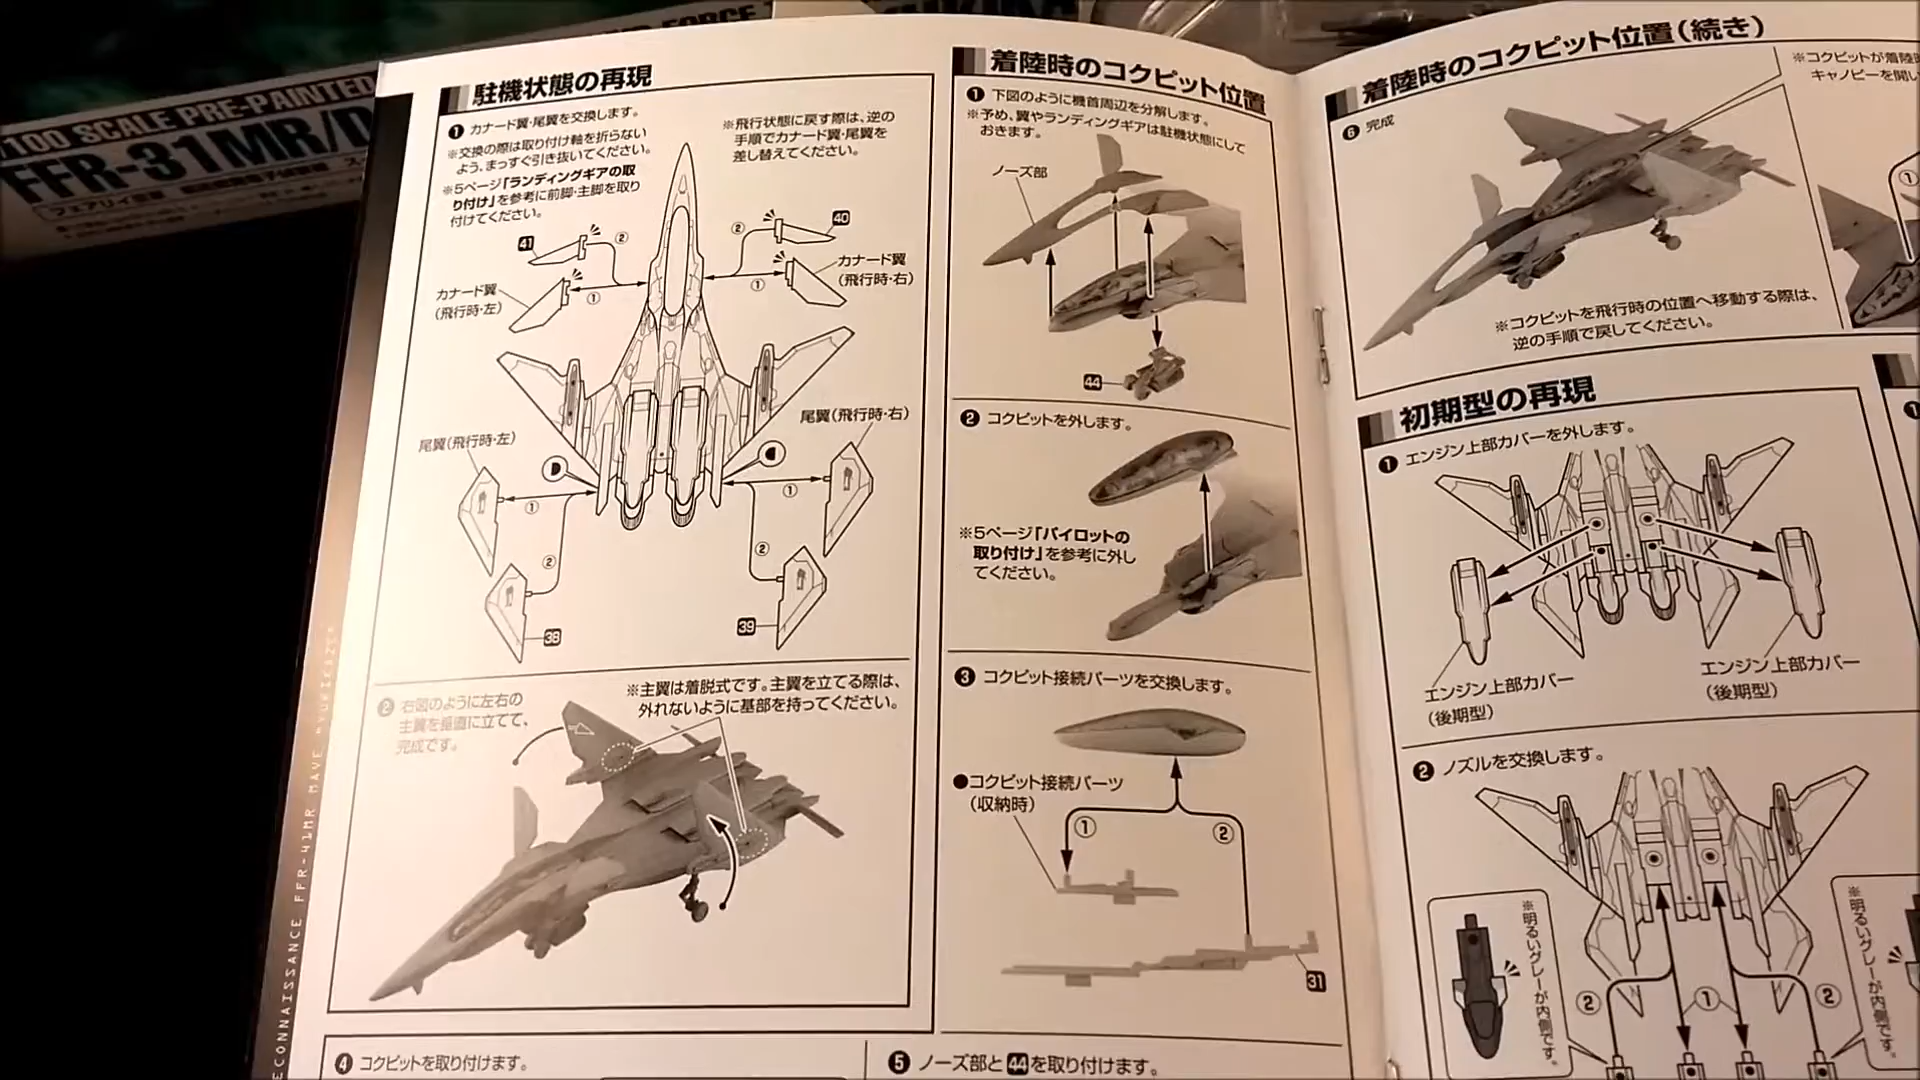 1/100 SCALE PRE-PAINTED
FFR-31MR/D
駐機状態の再現
❶ カナード翼・尾翼を交換します。
※交換の際は取り付け軸を折らない
よう、まっすぐ引き抜いてください。
※5ページ「ランディングギアの取
り付け」を参考に前脚・主脚を取り
付けてください。
※飛行状態に戻す際は、逆の
手順でカナード翼・尾翼を
差し替えてください。
41
②
②
40
カナード翼
(飛行時・左)
①
①
カナード翼
(飛行時・右)
尾翼(飛行時・左)
尾翼(飛行時・右)
①
①
②
②
38
39
❷ 右図のように左右の
主翼を垂直に立てて、
完成です。
※主翼は着脱式です。主翼を立てる際は、
外れないように基部を持ってください。
RECONNAISSANCE FFR-41MR MAVE "YUKIKAZE"
着陸時のコクピット位置
❶ 下図のように機首周辺を分解します。
※予め、翼やランディングギアは駐機状態にして
おきます。
ノーズ部
44
❷ コクピットを外します。
※5ページ「パイロットの
取り付け」を参考に外し
てください。
❸ コクピット接続パーツを交換します。
●コクピット接続パーツ
(収納時)
①
②
31
❹ コクピットを取り付けます。
❺ ノーズ部と44を取り付けます。
着陸時のコクピット位置(続き)
❻ 完成
※コクピットを飛行時の位置へ移動する際は、
逆の手順で戻してください。
※コクピットが着陸
キャノピーを開い
①
初期型の再現
❶ エンジン上部カバーを外します。
エンジン上部カバー
(後期型)
エンジン上部カバー
(後期型)
❷ ノズルを交換します。
※明るいグレーが内側です。
②
①
②
※明るいグレーが内側です。